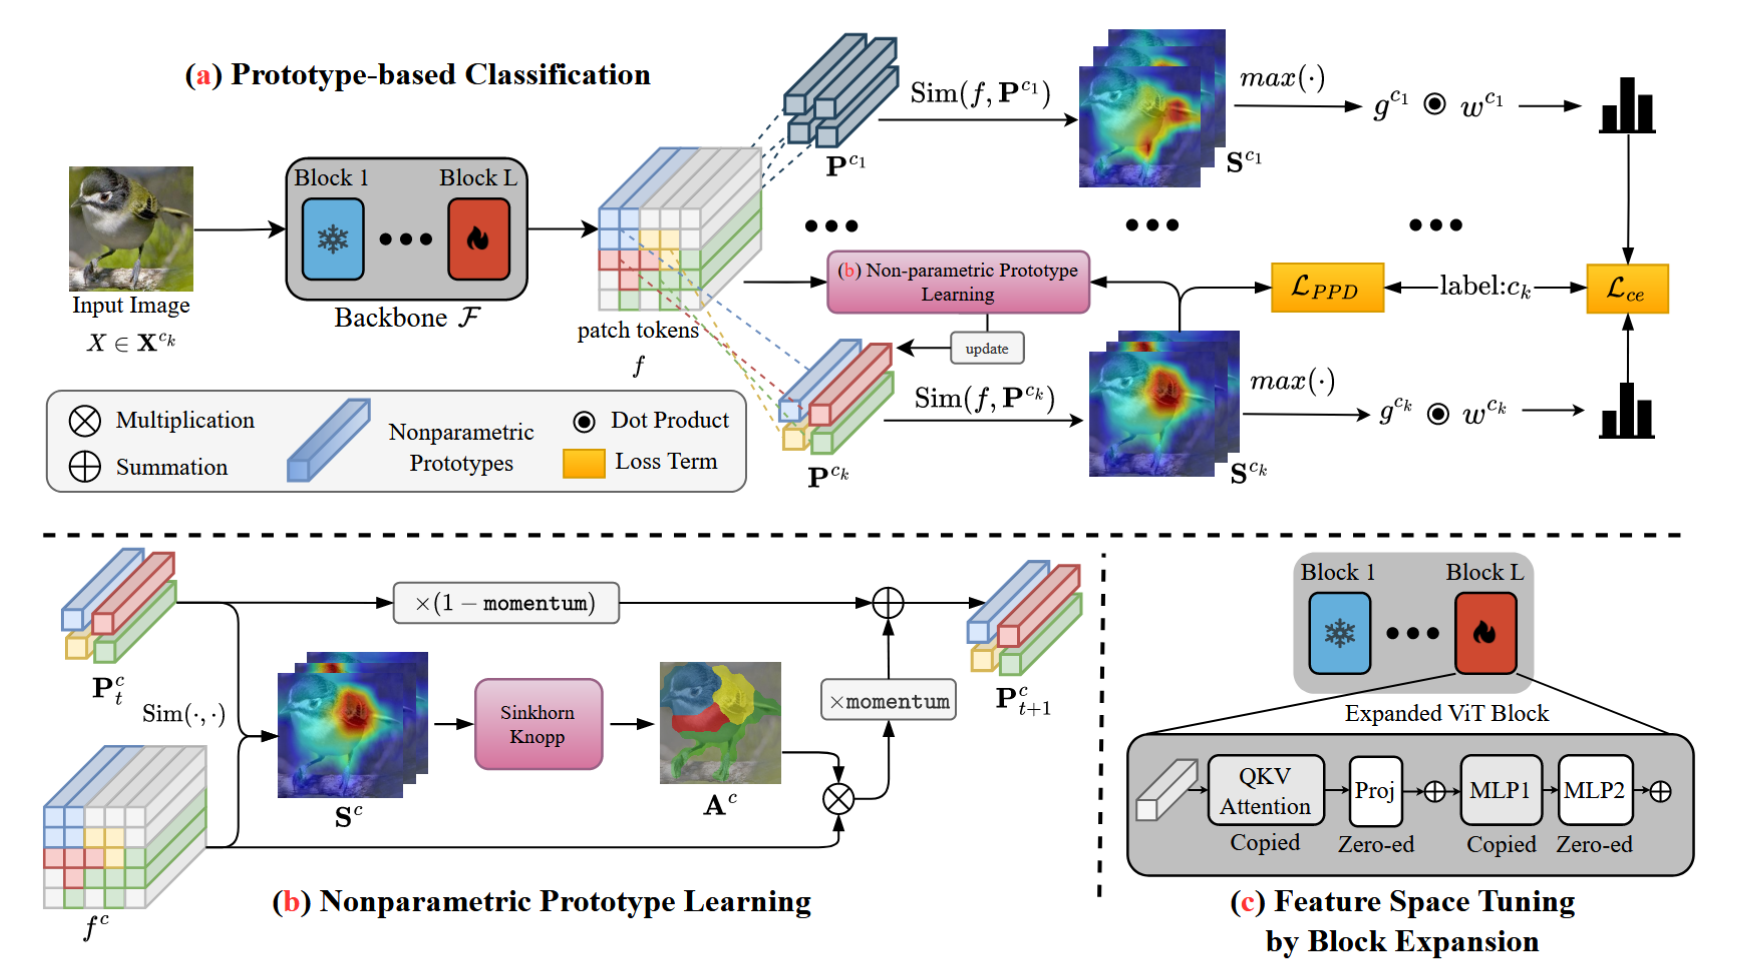 (a) Prototype-based Classification
Block 1
Block L
Backbone 𝓕
Input Image
X ∈ X^{c_k}
patch tokens
f
P^{c_1}
Sim(f, P^{c_1})
S^{c_1}
max(·)
g^{c_1} ⊙ w^{c_1}
(b) Non-parametric Prototype
Learning
update
𝓛_{PPD}
label:c_k
𝓛_{ce}
P^{c_k}
Sim(f, P^{c_k})
S^{c_k}
max(·)
g^{c_k} ⊙ w^{c_k}
Multiplication
Summation
Nonparametric
Prototypes
Dot Product
Loss Term
P^c_t
×(1 − momentum)
Sim(·,·)
S^c
Sinkhorn
Knopp
A^c
×momentum
P^c_{t+1}
f^c
(b) Nonparametric Prototype Learning
Block 1
Block L
Expanded ViT Block
QKV
Attention
Proj
MLP1
MLP2
Copied
Zero-ed
Copied
Zero-ed
(c) Feature Space Tuning
by Block Expansion